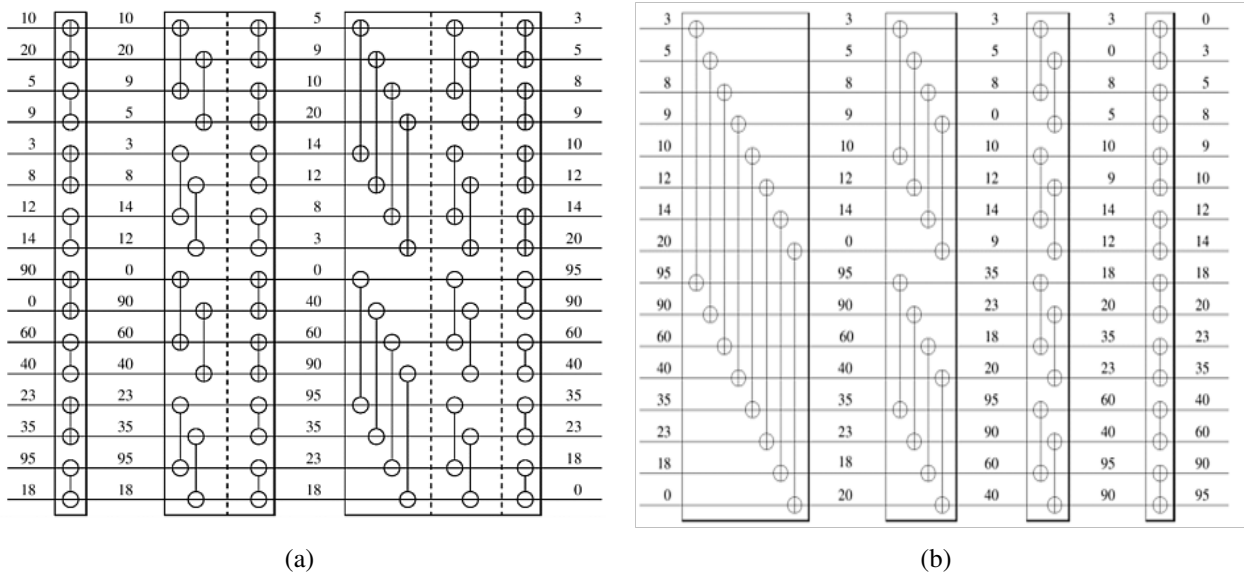 10 10 5 3
20 20 9 5
5 9 10 8
9 5 20 9
3 3 14 10
8 8 12 12
12 14 8 14
14 12 3 20
90 0 0 95
0 90 40 90
60 60 60 60
40 40 90 40
23 23 95 35
35 35 35 23
95 95 23 18
18 18 18 0
(a)
3 3 3 3 0
5 5 5 0 3
8 8 8 8 5
9 9 0 5 8
10 10 10 10 9
12 12 12 9 10
14 14 14 14 12
20 0 9 12 14
95 95 35 18 18
90 90 23 20 20
60 60 18 35 23
40 40 20 23 35
35 35 95 60 40
23 23 90 40 60
18 18 60 95 90
0 20 40 90 95
(b)